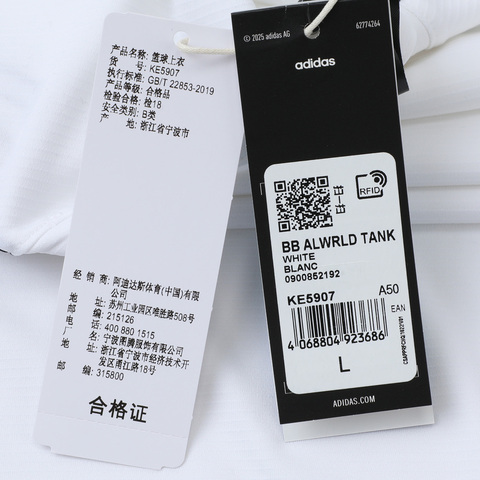 产品名称: 篮球上衣
货 号: KE5907
执行标准: GB/T 22853-2019
产品等级: 合格品
检验合格: 检18
安全类别: B类
产 地: 浙江省宁波市
经 销 商: 阿迪达斯体育(中国)有限公司
地 址: 苏州工业园区唯胜路508号
邮 编: 215126
电 话: 400 880 1515
厂 名: 宁波图腾服饰有限公司
地 址: 浙江省宁波市经济技术开发区甬江路18号
邮 编: 315800
合格证
© 2025 adidas AG
62774264
adidas
RFID
BB ALWRLD TANK
WHITE
BLANC
0900852192
KE5907
A50
EAN
4 068804 923686
L
ADIDAS.COM